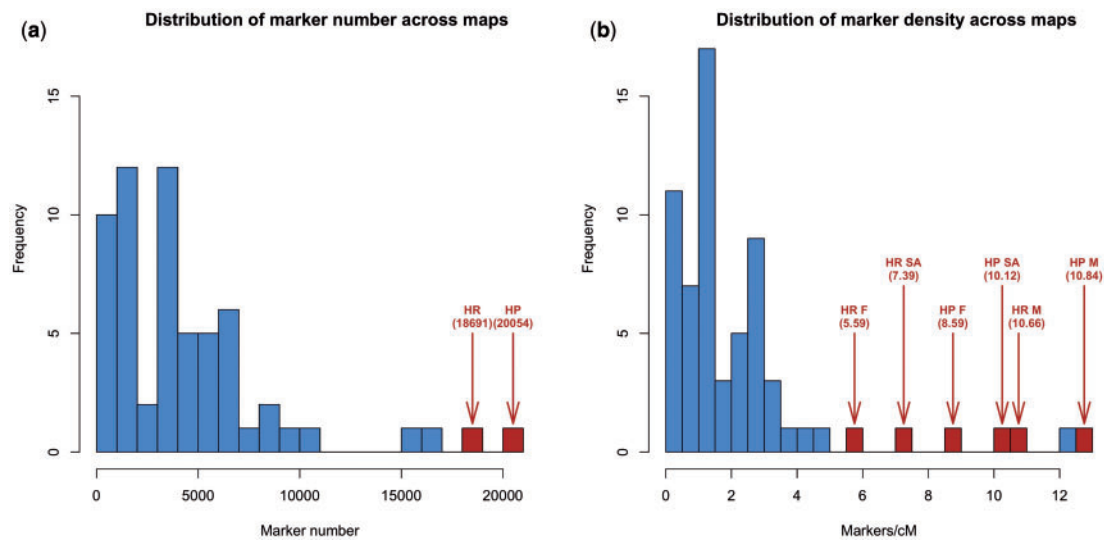 (a)
Distribution of marker number across maps
Frequency
15
10
5
0
HR
(18691)
HP
(20054)
0 5000 10000 15000 20000
Marker number
(b)
Distribution of marker density across maps
Frequency
15
10
5
0
HR F
(5.59)
HR SA
(7.39)
HP F
(8.59)
HP SA
(10.12)
HR M
(10.66)
HP M
(10.84)
0 2 4 6 8 10 12
Markers/cM